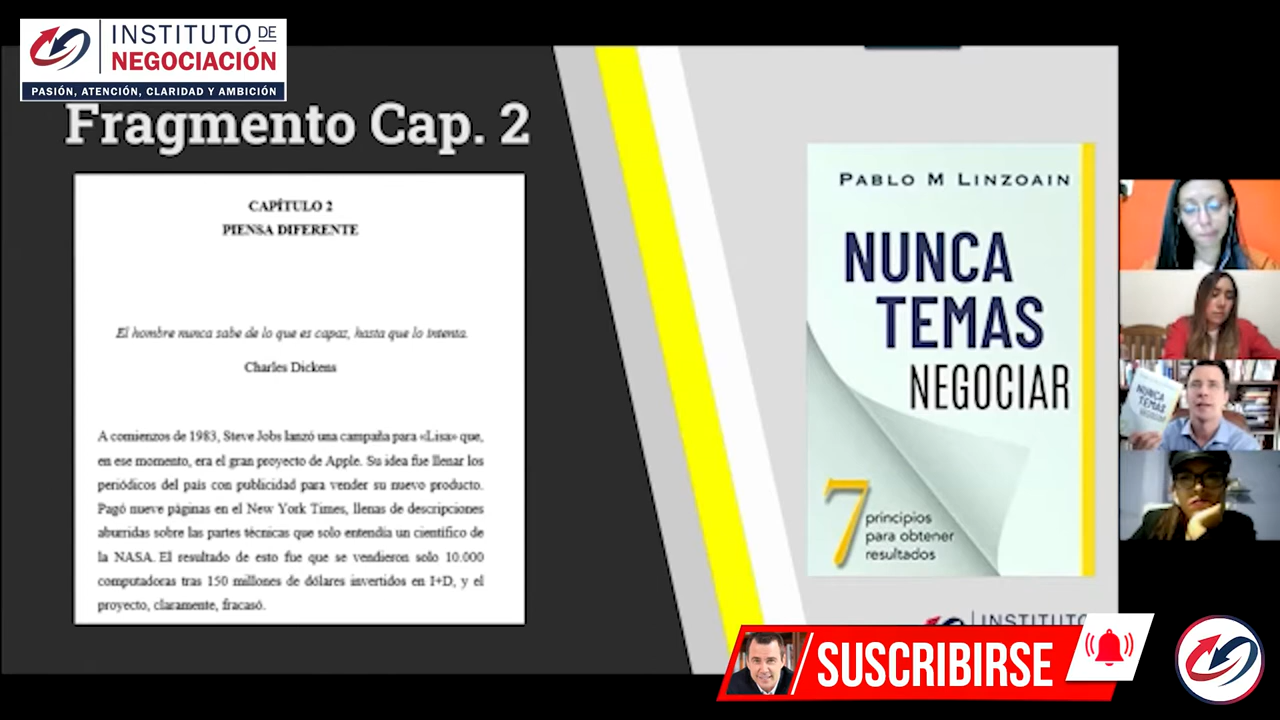 INSTITUTO DE
NEGOCIACIÓN
PASIÓN, ATENCIÓN, CLARIDAD Y AMBICIÓN
Fragmento Cap. 2
CAPÍTULO 2
PIENSA DIFERENTE
El hombre nunca sabe de lo que es capaz, hasta que lo intenta.
Charles Dickens
A comienzos de 1983, Steve Jobs lanzó una campaña para «Lisa» que,
en ese momento, era el gran proyecto de Apple. Su idea fue llenar los
periódicos del país con publicidad para vender su nuevo producto.
Pagó nueve páginas en el New York Times, llenas de descripciones
aburridas sobre las partes técnicas que solo entendía un científico de
la NASA. El resultado de esto fue que se vendieron solo 10.000
computadoras tras 150 millones de dólares invertidos en I+D, y el
proyecto, claramente, fracasó.
PABLO M LINZOAIN
NUNCA
TEMAS
NEGOCIAR
7 principios
para obtener
resultados
INSTITUTO
NUNCA
TEMAS
NEGOCIAR
SUSCRIBIRSE